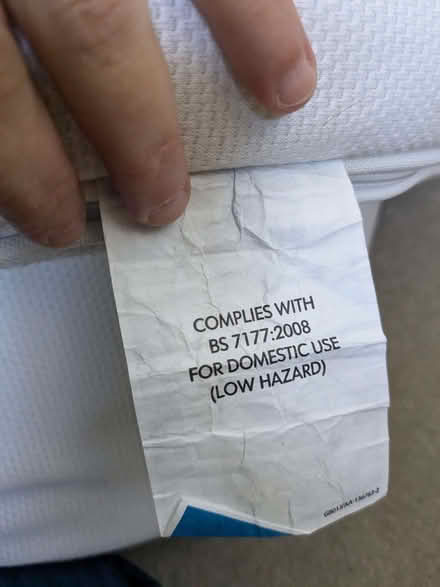 COMPLIES WITH
BS 7177:2008
FOR DOMESTIC USE
(LOW HAZARD)